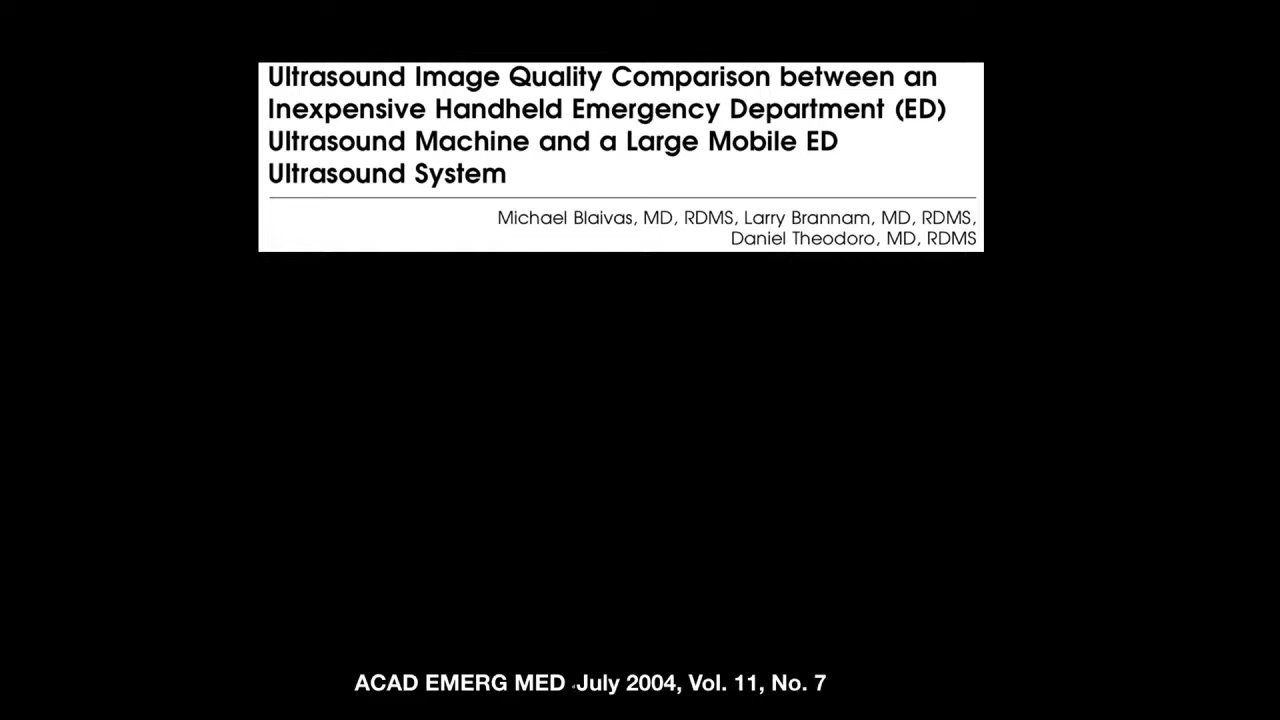 Ultrasound Image Quality Comparison between an
Inexpensive Handheld Emergency Department (ED)
Ultrasound Machine and a Large Mobile ED
Ultrasound System
Michael Blaivas, MD, RDMS, Larry Brannam, MD, RDMS,
Daniel Theodoro, MD, RDMS
ACAD EMERG MED July 2004, Vol. 11, No. 7